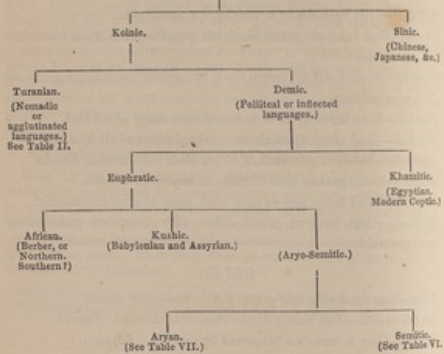 Koinic.
Sinic.
(Chinese,
Japanese, &c.)
Turanian.
(Nomadic
or
agglutinated
languages.)
See Table II.
Demic.
(Political or inflected
languages.)
Euphratic.
Khamitic.
(Egyptian.
Modern Coptic.)
African.
(Berber, or
Northern.
Southern?)
Kushic.
(Babylonian and Assyrian.)
(Aryo-Semitic.)
Aryan.
(See Table VII.)
Semitic.
(See Table VI.